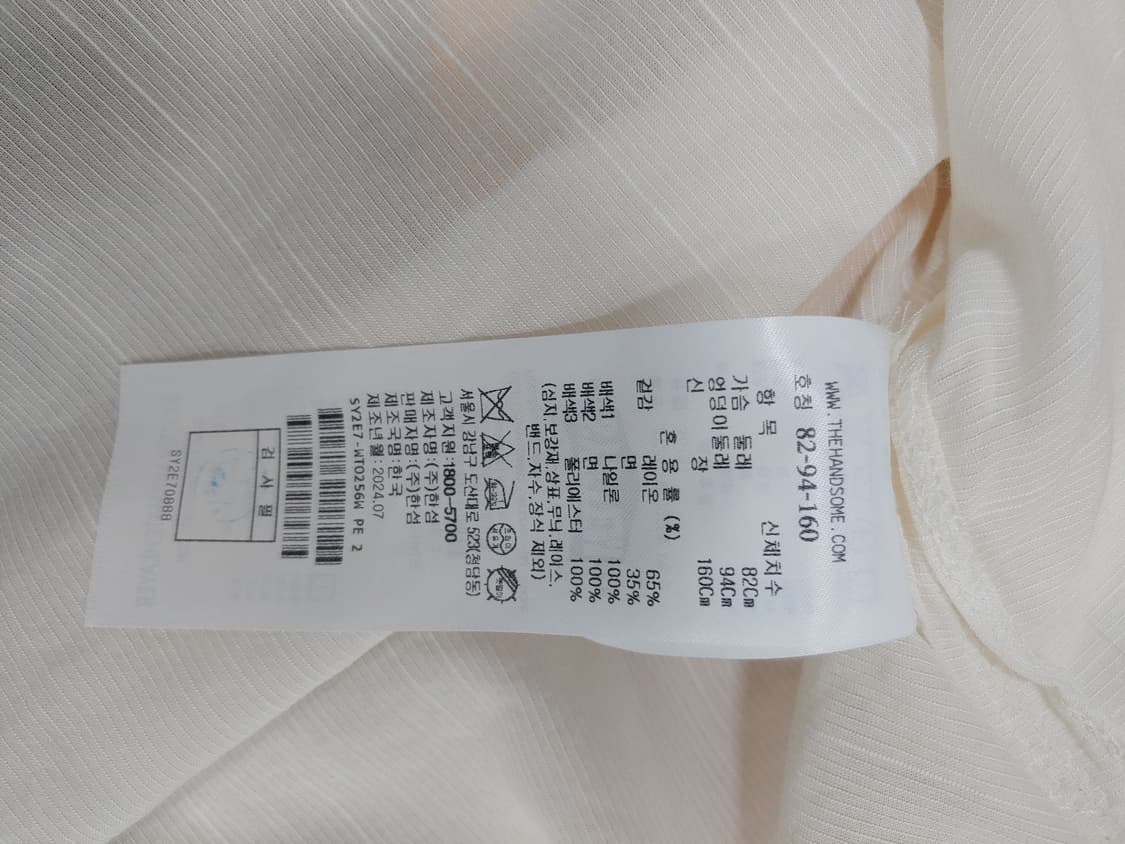 WWW.THEHANDSOME.COM
호칭 82-94-160
항 목 신체치수
가슴 둘레 82Cm
엉덩이둘레 94Cm
신 장 160Cm
혼 용 률 (%)
겉감 레이온 65%
면 35%
배색1 나일론 100%
배색2 면 100%
배색3 폴리에스터 100%
(심지,보강재,상표,무늬,레이스,
밴드,자수,장식 제외)
서울시 강남구 도산대로 523(청담동)
고객지원:1800-5700
제조자명:(주)한섬
판매자명:(주)한섬
제조국명:한국
제조년월:2024.07
SY2E7-WTO256W PE 2
검 사 필
SY2E70888